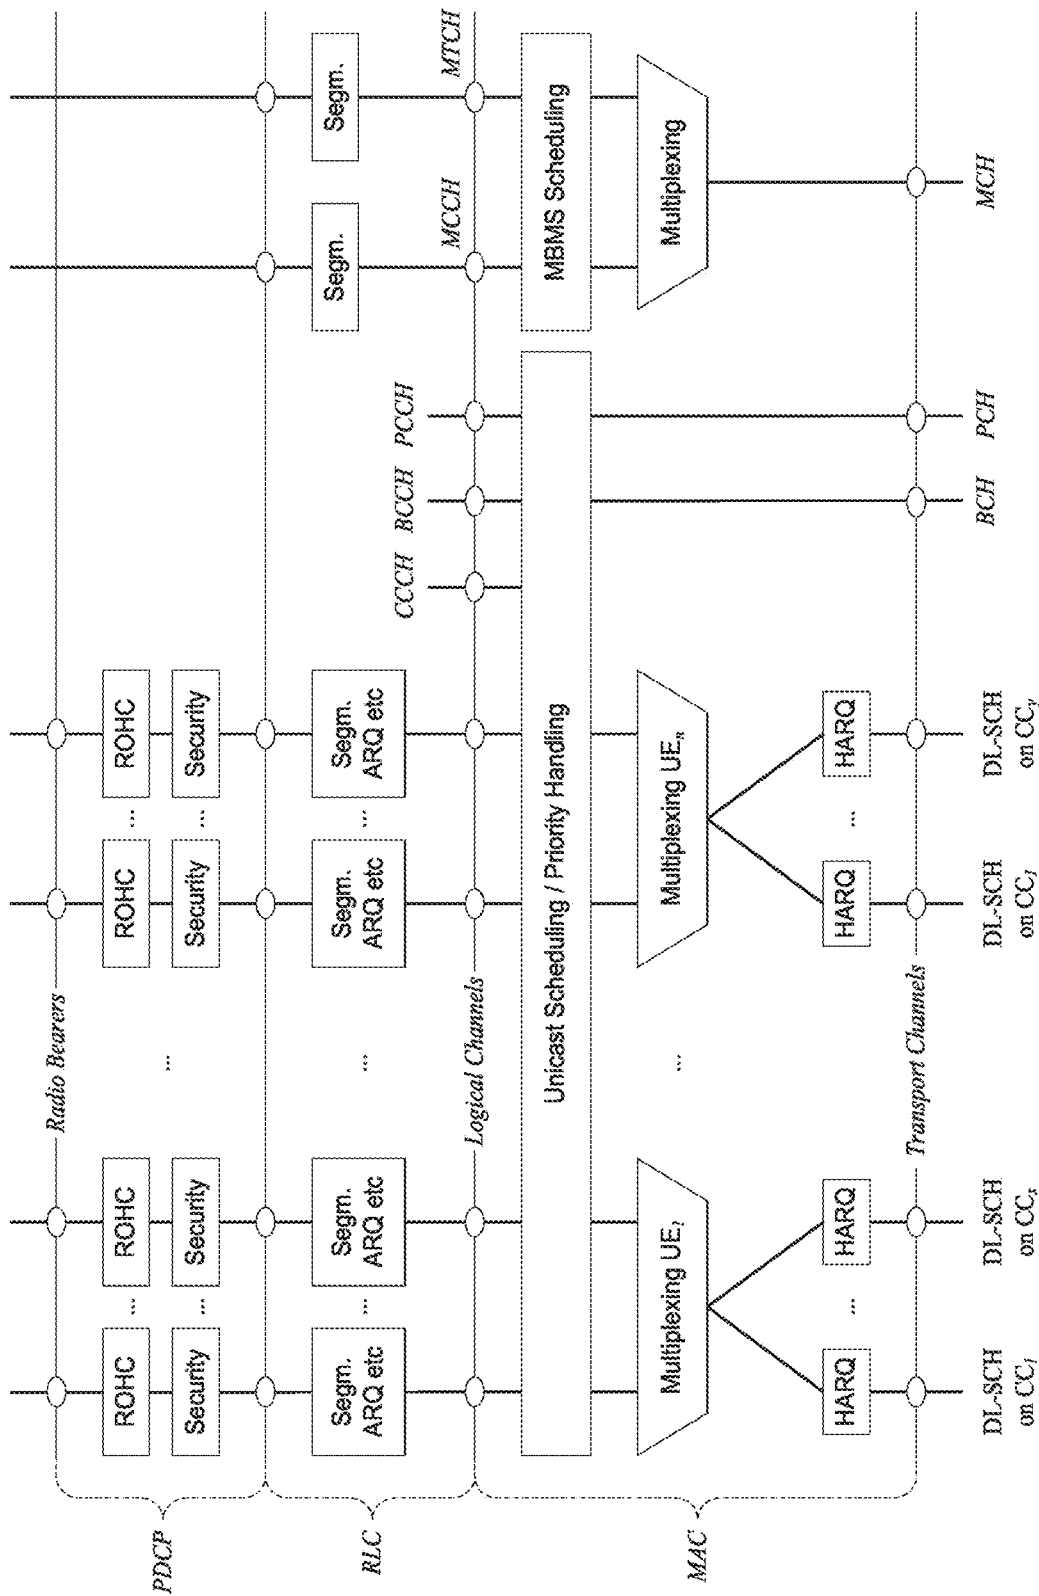 Radio Bearers
ROHC
...
ROHC
ROHC
...
ROHC
PDCP
...
Security
...
Security
Security
...
Security
RLC
Segm.
ARQ etc
...
Segm.
ARQ etc
...
Segm.
ARQ etc
...
Segm.
ARQ etc
Segm.
Segm.
Logical Channels
CCCH
BCCH
PCCH
MCCH
MTCH
MAC
Unicast Scheduling / Priority Handling
MBMS Scheduling
Multiplexing UE1
...
Multiplexing UEn
Multiplexing
HARQ
...
HARQ
HARQ
...
HARQ
Transport Channels
DL-SCH
on CC1
DL-SCH
on CCx
DL-SCH
on CC1
DL-SCH
on CCy
BCH
PCH
MCH